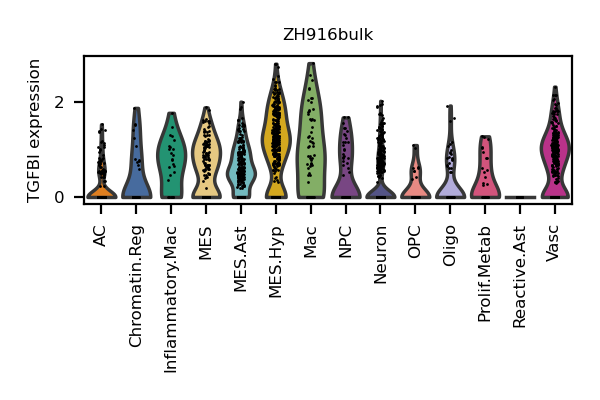 ZH916bulk
TGFBI expression
2
0
AC
Chromatin.Reg
Inflammatory.Mac
MES
MES.Ast
MES.Hyp
Mac
NPC
Neuron
OPC
Oligo
Prolif.Metab
Reactive.Ast
Vasc